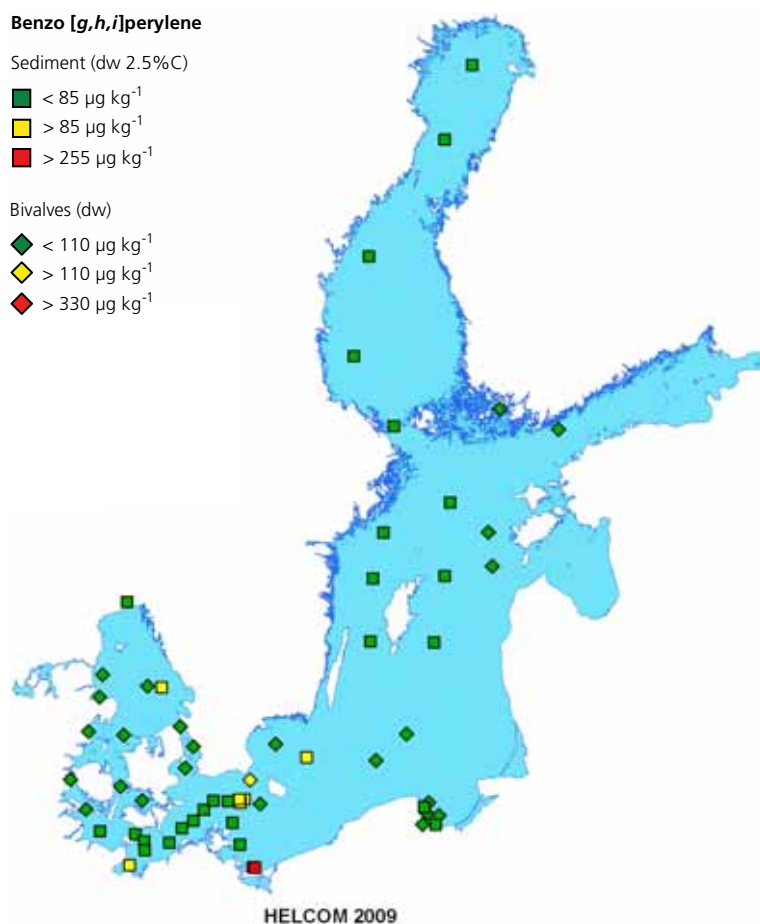 Benzo [g,h,i]perylene
Sediment (dw 2.5%C)
< 85 µg kg⁻¹
> 85 µg kg⁻¹
> 255 µg kg⁻¹
Bivalves (dw)
< 110 µg kg⁻¹
> 110 µg kg⁻¹
> 330 µg kg⁻¹
HELCOM 2009